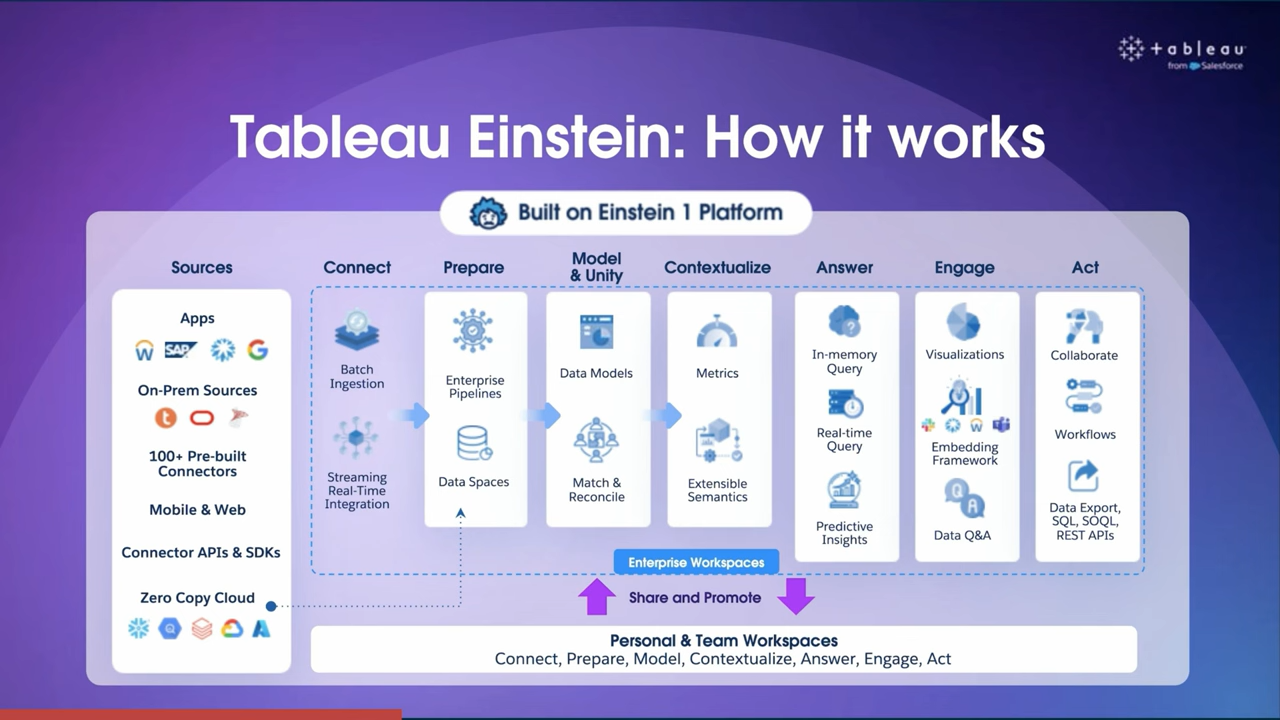 tableau
from Salesforce
Tableau Einstein: How it works
Built on Einstein 1 Platform
Sources
Connect
Prepare
Model
& Unity
Contextualize
Answer
Engage
Act
Apps
SAP
On-Prem Sources
100+ Pre-built
Connectors
Mobile & Web
Connector APIs & SDKs
Zero Copy Cloud
Batch
Ingestion
Streaming
Real-Time
Integration
Enterprise
Pipelines
Data Spaces
Data Models
Match &
Reconcile
Metrics
Extensible
Semantics
In-memory
Query
Real-time
Query
Predictive
Insights
Visualizations
Embedding
Framework
Q
A
Data Q&A
Collaborate
Workflows
Data Export,
SQL, SOQL,
REST APIs
Enterprise Workspaces
Share and Promote
Personal & Team Workspaces
Connect, Prepare, Model, Contextualize, Answer, Engage, Act